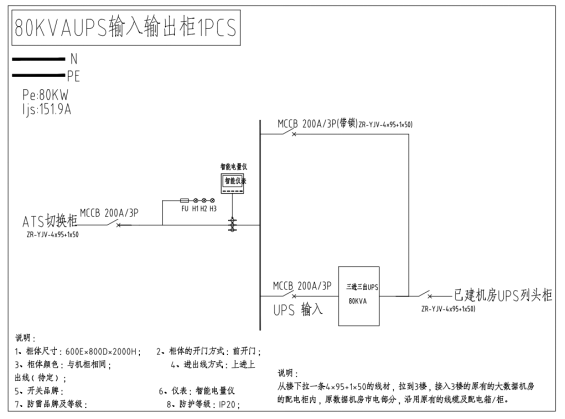 80KVAUPS输入输出柜1PCS
N
PE
Pe:80KW
Ijs:151.9A
MCCB 200A/3P(带锁) ZR-YJV-4x95+1x50)
智能电量仪
智能仪表
FU H1 H2 H3
MCCB 200A/3P
ATS切换柜
ZR-YJV-4x95+1x50
MCCB 200A/3P
UPS 输入
三进三出UPS
80KVA
已建机房UPS列头柜
ZR-YJV-4x95+1x50)
说明：
1、柜体尺寸：600E×800D×2000H； 2、柜体的开门方式：前开门；
3、柜体颜色：与机柜相同； 4、进出线方式：上进上
出线（待定）；
5、开关品牌： 6、仪表：智能电量仪
7、防雷品牌及等级： 8、防护等级：IP20；
说明：
从楼下拉一条4×95+1×50的线材，拉到3楼，接入3楼的原有的大数据机房
的配电柜内，原数据机房市电部分，沿用原有的线缆及配电箱/柜。